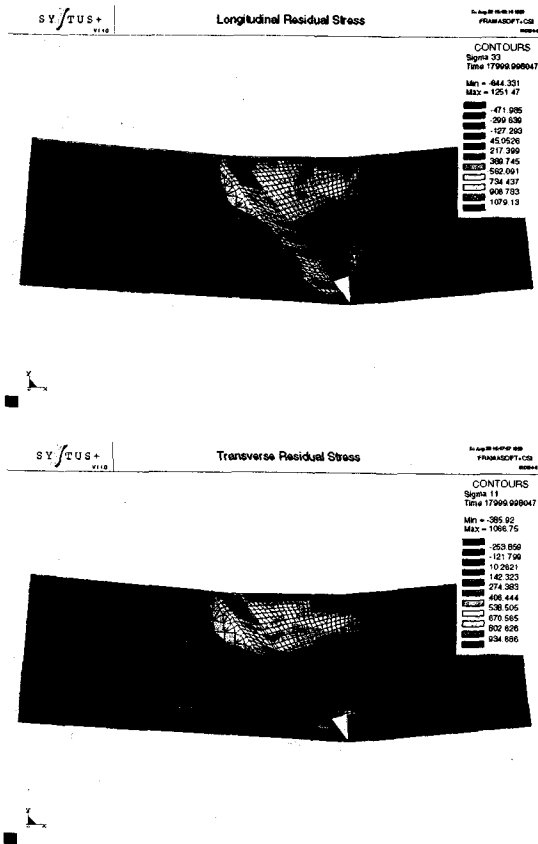 SYSTUS+
V110
Longitudinal Residual Stress
FRAMASOFT+CSI
CONTOURS
Sigma 33
Time 17999.998047
Min = -644.331
Max = 1251.47
-471.985
-299.639
-127.293
45.0526
217.399
389.745
562.091
734.437
906.783
1079.13
Y
X
SYSTUS+
V110
Transverse Residual Stress
FRAMASOFT+CSI
CONTOURS
Sigma 11
Time 17999.998047
Min = -385.92
Max = 1066.75
-253.859
-121.799
10.2621
142.323
274.383
406.444
538.505
670.565
802.626
934.686
Y
X